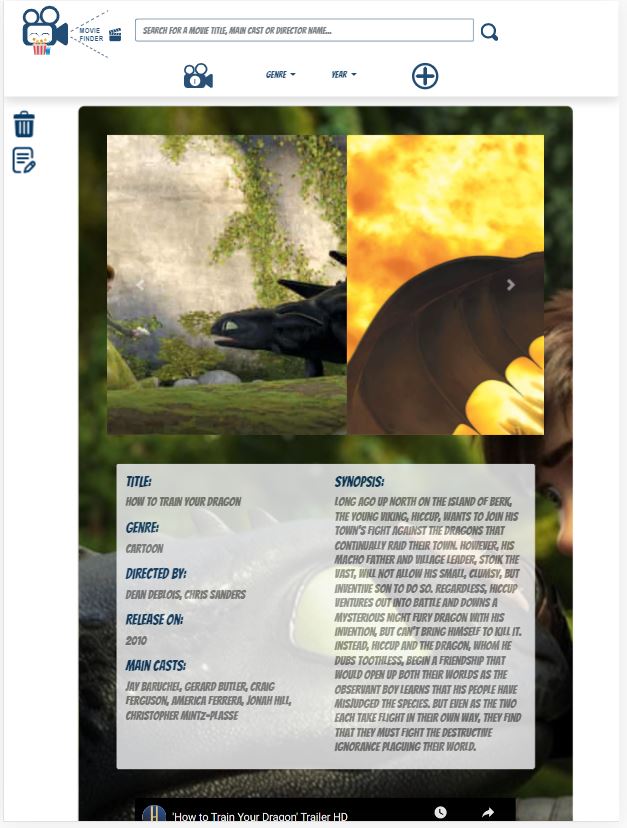 MOVIE
FINDER
SEARCH FOR A MOVIE TITLE, MAIN CAST OR DIRECTOR NAME...
GENRE
YEAR
TITLE:
HOW TO TRAIN YOUR DRAGON
GENRE:
CARTOON
DIRECTED BY:
DEAN DEBLOIS, CHRIS SANDERS
RELEASE ON:
2010
MAIN CASTS:
JAY BARUCHEL, GERARD BUTLER, CRAIG
FERGUSON, AMERICA FERRERA, JONAH HILL,
CHRISTOPHER MINTZ-PLASSE
SYNOPSIS:
LONG AGO UP NORTH ON THE ISLAND OF BERK,
THE YOUNG VIKING, HICCUP, WANTS TO JOIN HIS
TOWN'S FIGHT AGAINST THE DRAGONS THAT
CONTINUALLY RAID THEIR TOWN. HOWEVER, HIS
MACHO FATHER AND VILLAGE LEADER, STOIK THE
VAST, WILL NOT ALLOW HIS SMALL, CLUMSY, BUT
INVENTIVE SON TO DO SO. REGARDLESS, HICCUP
VENTURES OUT INTO BATTLE AND DOWNS A
MYSTERIOUS NIGHT FURY DRAGON WITH HIS
INVENTION, BUT CAN'T BRING HIMSELF TO KILL IT.
INSTEAD, HICCUP AND THE DRAGON, WHOM HE
DUBS TOOTHLESS, BEGIN A FRIENDSHIP THAT
WOULD OPEN UP BOTH THEIR WORLDS AS THE
OBSERVANT BOY LEARNS THAT HIS PEOPLE HAVE
MISJUDGED THE SPECIES. BUT EVEN AS THE TWO
EACH TAKE FLIGHT IN THEIR OWN WAY, THEY FIND
THAT THEY MUST FIGHT THE DESTRUCTIVE
IGNORANCE PLAGUING THEIR WORLD.
'How to Train Your Dragon' Trailer HD